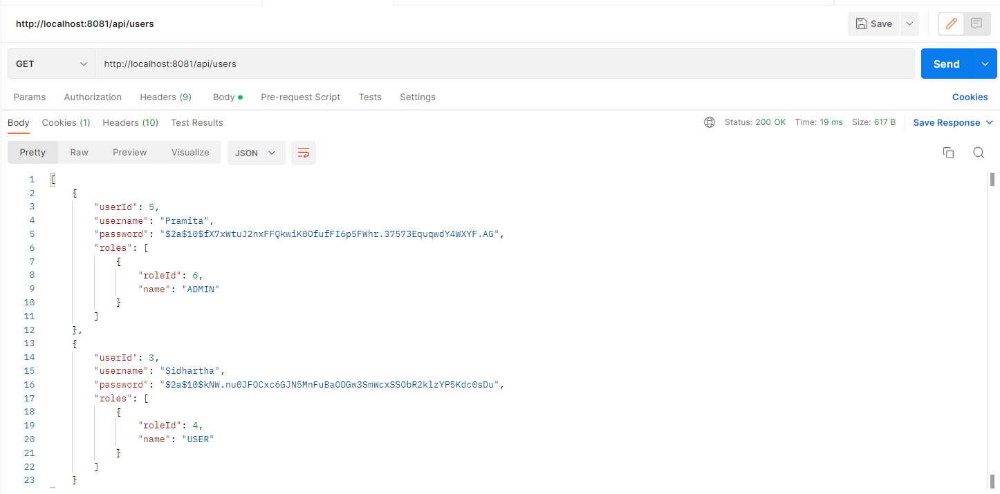 http://localhost:8081/api/users
Save
GET
http://localhost:8081/api/users
Send
Params Authorization Headers (9) Body Pre-request Script Tests Settings Cookies
Body Cookies (1) Headers (10) Test Results Status: 200 OK Time: 19 ms Size: 617 B Save Response
Pretty Raw Preview Visualize JSON
1 [
2 {
3 "userId": 5,
4 "username": "Pramita",
5 "password": "$2a$10$fX7xWtuJ2nxFFQkwiK0OfufFI6p5FWhr.37573EquqwdY4WXYF.AG",
6 "roles": [
7 {
8 "roleId": 6,
9 "name": "ADMIN"
10 }
11 ]
12 },
13 {
14 "userId": 3,
15 "username": "Sidhartha",
16 "password": "$2a$10$kNW.nu0JFOCxc6GJN5MnFuBaODGw3SmWcxSSObR2klzYP5Kdc0sDu",
17 "roles": [
18 {
19 "roleId": 4,
20 "name": "USER"
21 }
22 ]
23 }